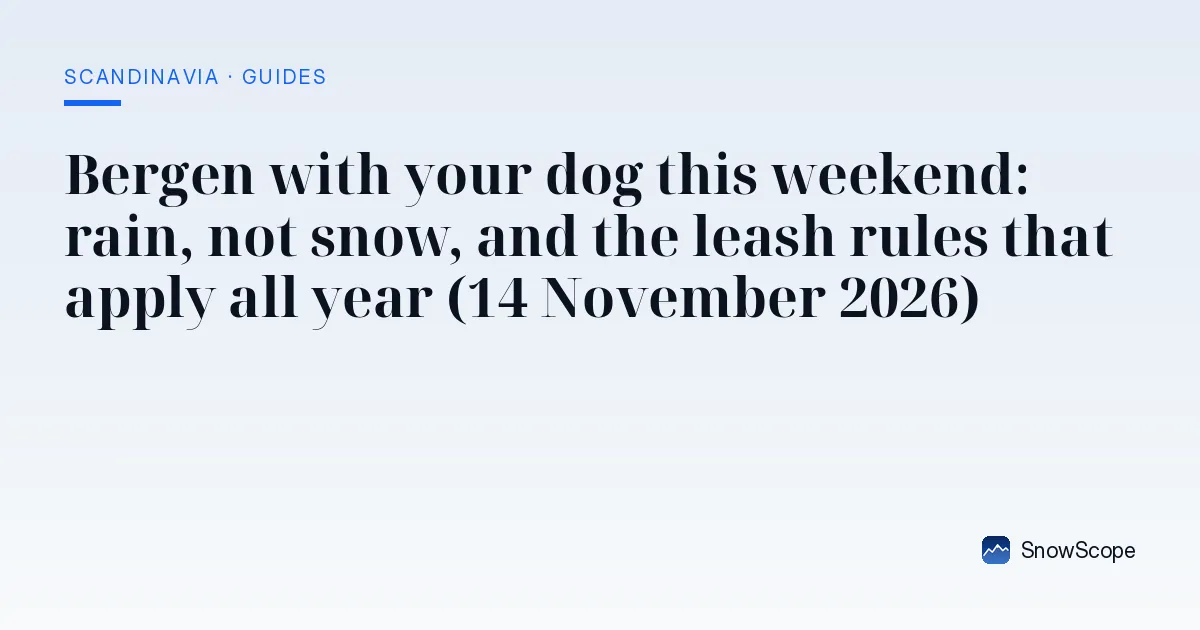 SCANDINAVIA · GUIDES
Bergen with your dog this weekend:
rain, not snow, and the leash rules that
apply all year (14 November 2026)
SnowScope